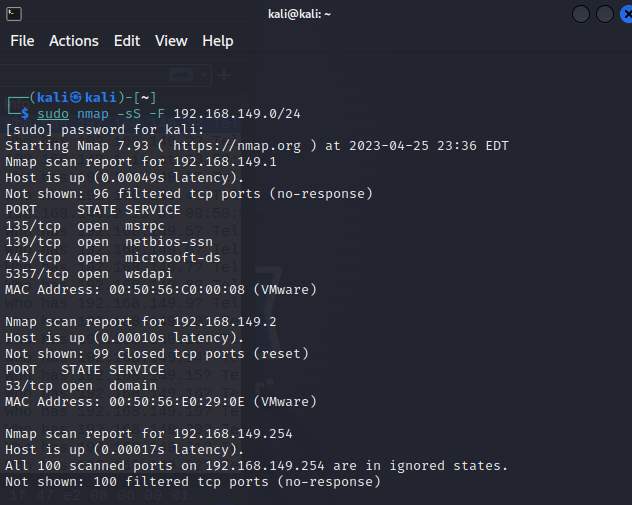 kali@kali: ~
File Actions Edit View Help
┌──(kali㉿kali)-[~]
└─$ sudo nmap -sS -F 192.168.149.0/24
[sudo] password for kali:
Starting Nmap 7.93 ( https://nmap.org ) at 2023-04-25 23:36 EDT
Nmap scan report for 192.168.149.1
Host is up (0.00049s latency).
Not shown: 96 filtered tcp ports (no-response)
PORT     STATE SERVICE
135/tcp  open  msrpc
139/tcp  open  netbios-ssn
445/tcp  open  microsoft-ds
5357/tcp open  wsdapi
MAC Address: 00:50:56:C0:00:08 (VMware)
Nmap scan report for 192.168.149.2
Host is up (0.00010s latency).
Not shown: 99 closed tcp ports (reset)
PORT   STATE SERVICE
53/tcp open  domain
MAC Address: 00:50:56:E0:29:0E (VMware)
Nmap scan report for 192.168.149.254
Host is up (0.00017s latency).
All 100 scanned ports on 192.168.149.254 are in ignored states.
Not shown: 100 filtered tcp ports (no-response)